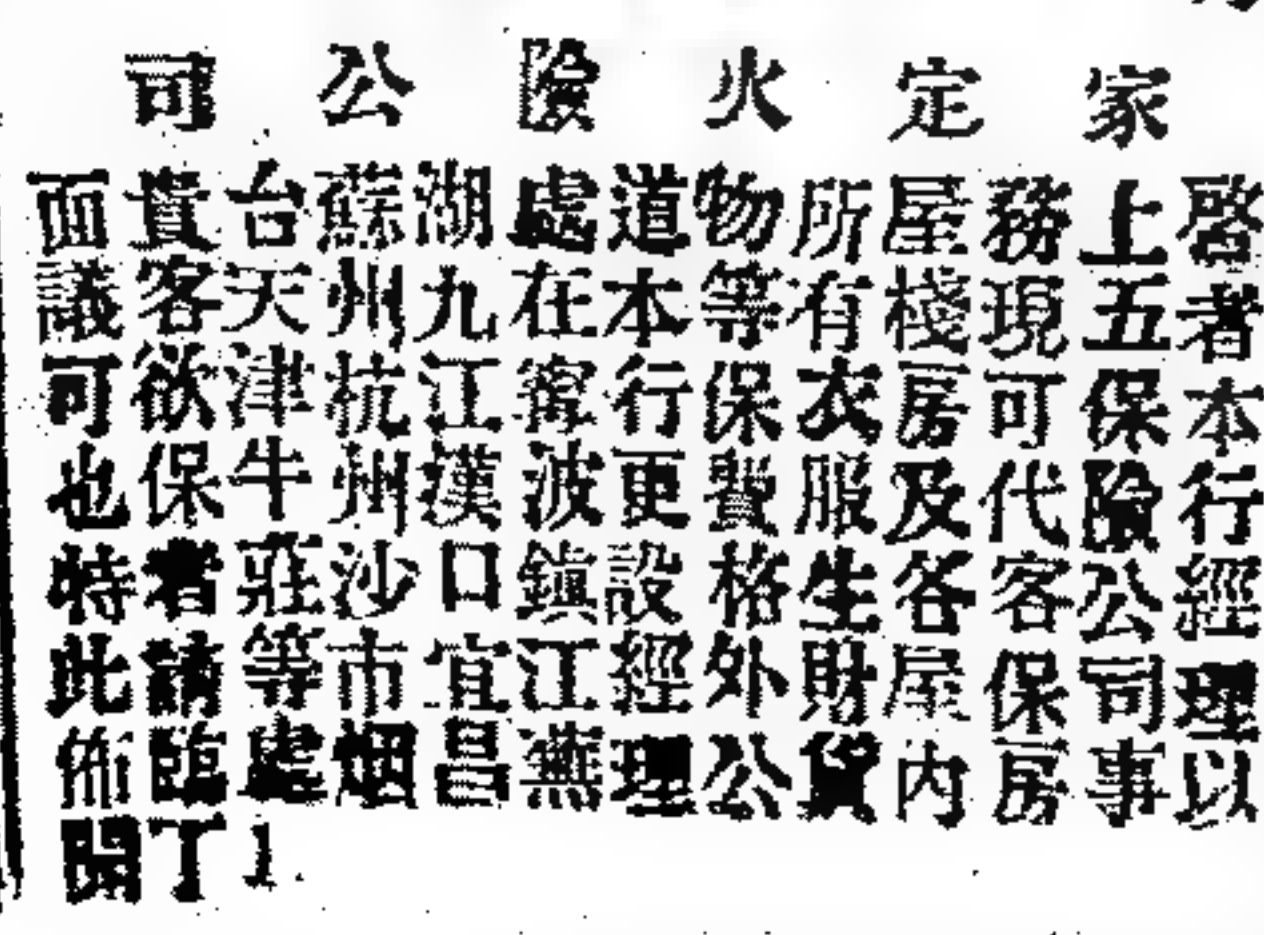 家定火險公司
啓者本行經理以
上五保險公司事
務現可代客保房
屋棧房及各屋內
所有衣服生財貨
物等保費格外公
道本行更設經理
處在寗波鎮江蕪
湖九江漢口宜昌
蘇州杭州沙市烟
台天津牛莊等處
貴客欲保者請臨
面議可也特此佈